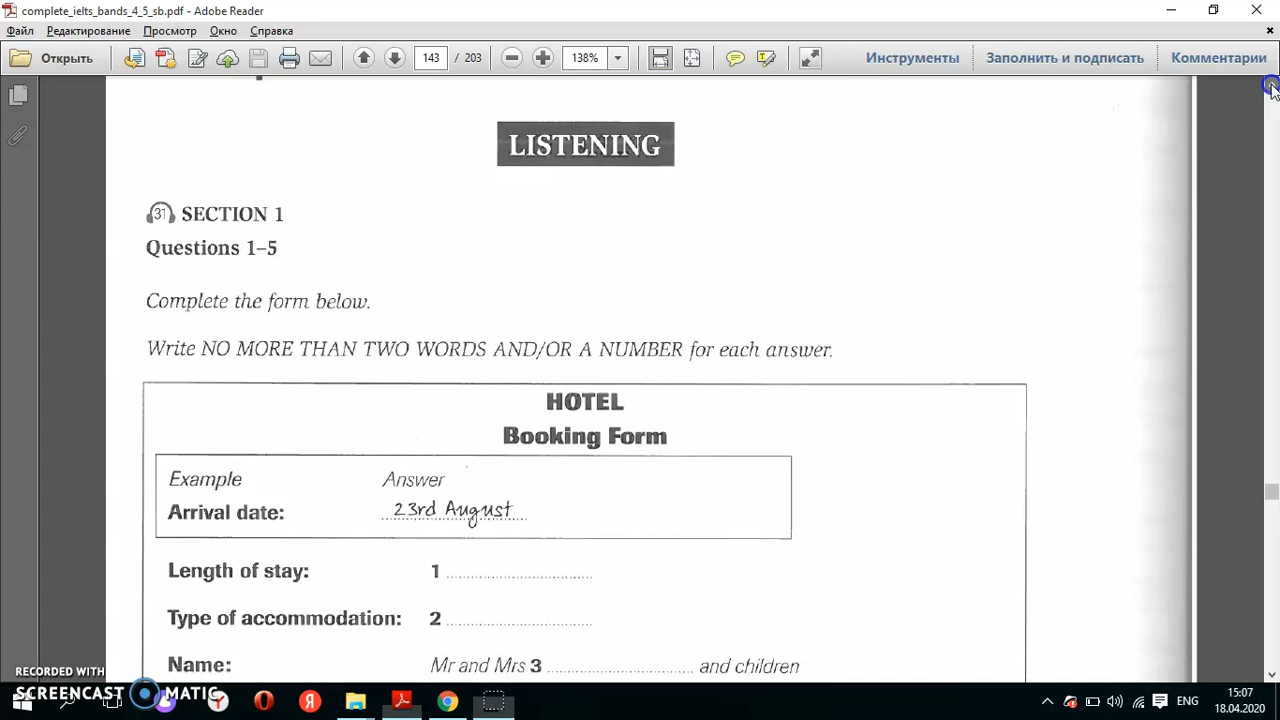 complete_ielts_bands_4_5_sb.pdf - Adobe Reader
Файл Редактирование Просмотр Окно Справка
Открыть 143 / 203 138% Инструменты Заполнить и подписать Комментарии
LISTENING
31 SECTION 1
Questions 1–5
Complete the form below.
Write NO MORE THAN TWO WORDS AND/OR A NUMBER for each answer.
HOTEL
Booking Form
Example Answer
Arrival date: 23rd August
Length of stay: 1
Type of accommodation: 2
Name: Mr and Mrs 3 and children
RECORDED WITH
SCREENCAST MATIC
ENG
15:07
18.04.2020